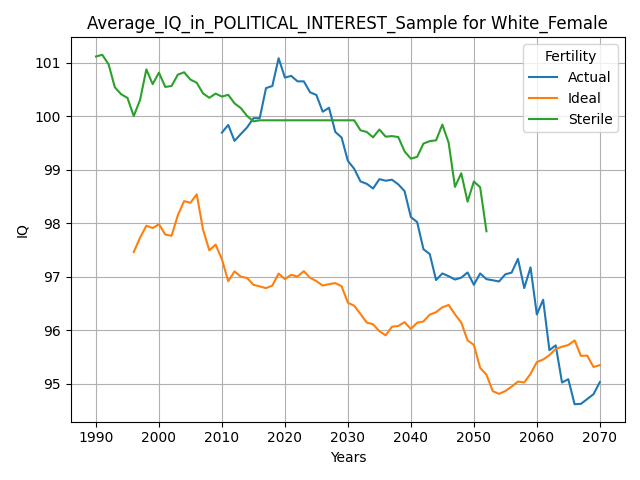 Average_IQ_in_POLITICAL_INTEREST_Sample for White_Female
Fertility
Actual
Ideal
Sterile
IQ
101
100
99
98
97
96
95
1990 2000 2010 2020 2030 2040 2050 2060 2070
Years